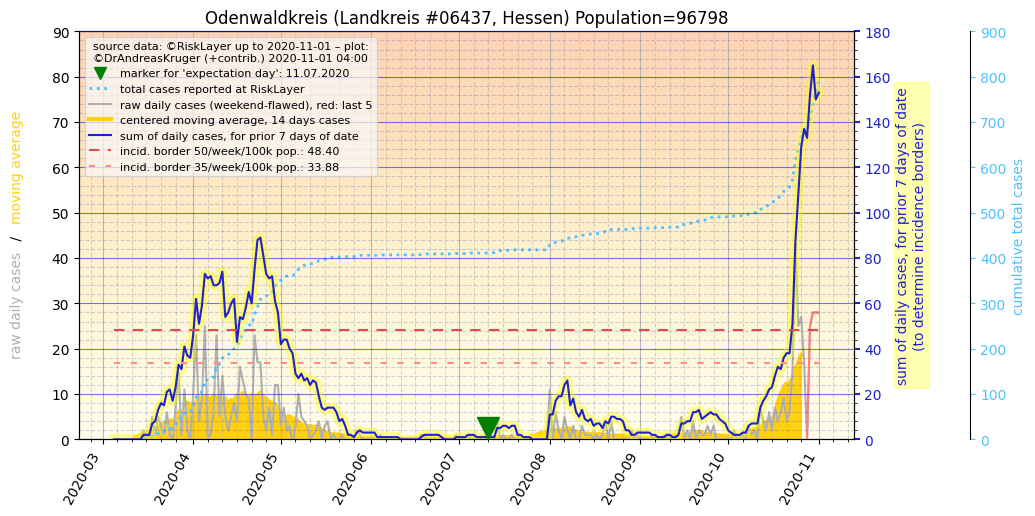 Odenwaldkreis (Landkreis #06437, Hessen) Population=96798
source data: ©RiskLayer up to 2020-11-01 – plot:
©DrAndreasKruger (+contrib.) 2020-11-01 04:00
marker for 'expectation day': 11.07.2020
total cases reported at RiskLayer
raw daily cases (weekend-flawed), red: last 5
centered moving average, 14 days cases
sum of daily cases, for prior 7 days of date
incid. border 50/week/100k pop.: 48.40
incid. border 35/week/100k pop.: 33.88
raw daily cases / moving average
90
80
70
60
50
40
30
20
10
0
180
160
140
120
100
80
60
40
20
0
sum of daily cases, for prior 7 days of date
(to determine incidence borders)
900
800
700
600
500
400
300
200
100
0
cumulative total cases
2020-03
2020-04
2020-05
2020-06
2020-07
2020-08
2020-09
2020-10
2020-11